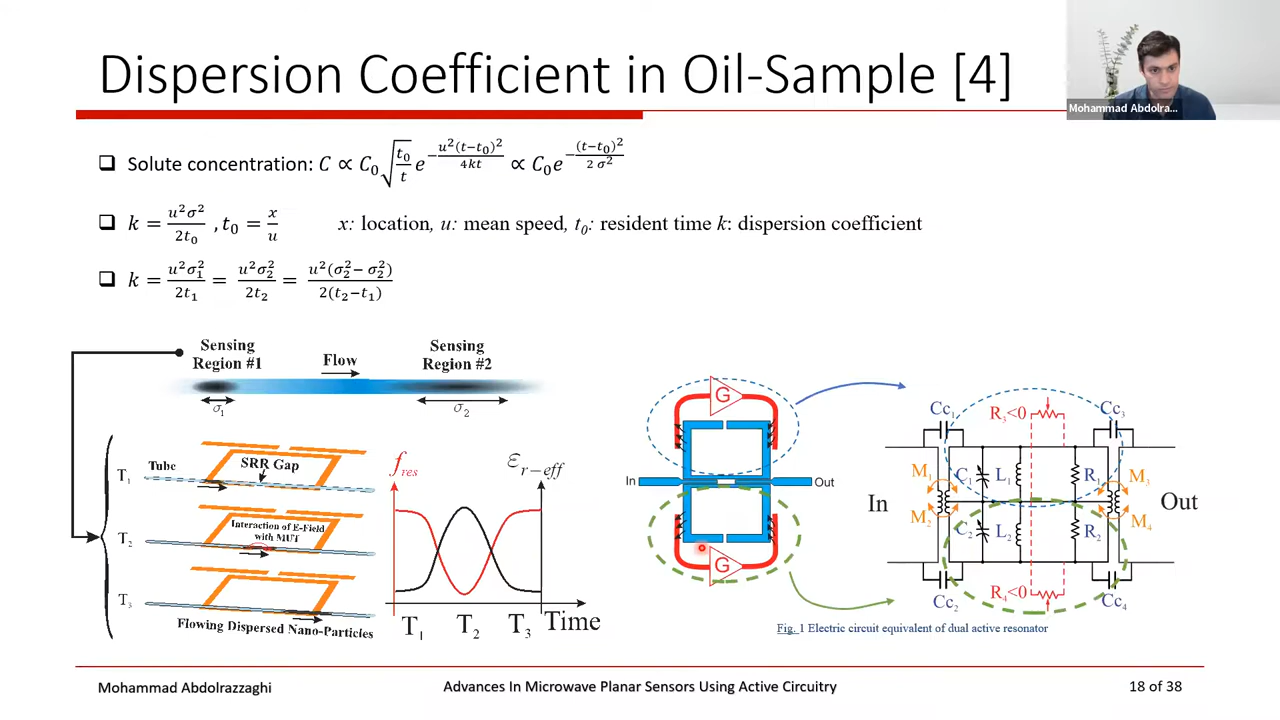 Dispersion Coefficient in Oil-Sample [4]
Mohammad Abdolra...
❑ Solute concentration: C ∝ C₀√(t₀/t) e^(−u²(t−t₀)²/4kt) ∝ C₀e^(−(t−t₀)²/2σ²)
❑ k = u²σ²/2t₀ , t₀ = x/u x: location, u: mean speed, t₀: resident time k: dispersion coefficient
❑ k = u²σ₁²/2t₁ = u²σ₂²/2t₂ = u²(σ₂²− σ₂²)/2(t₂−t₁)
Sensing
Region #1
Flow
Sensing
Region #2
σ₁
σ₂
T₁
Tube
SRR Gap
T₂
Interaction of E-Field
with MUT
T₃
Flowing Dispersed Nano-Particles
f_res
ε_r−eff
T₁ T₂ T₃ Time
G
In
Out
G
Cc₁
R₃<0
Cc₃
M₁
C₁
L₁
R₁
M₃
In
Out
M₂
C₂
L₂
R₂
M₄
Cc₂
R₄<0
Cc₄
Fig. 1 Electric circuit equivalent of dual active resonator
Mohammad Abdolrazzaghi
Advances In Microwave Planar Sensors Using Active Circuitry
18 of 38